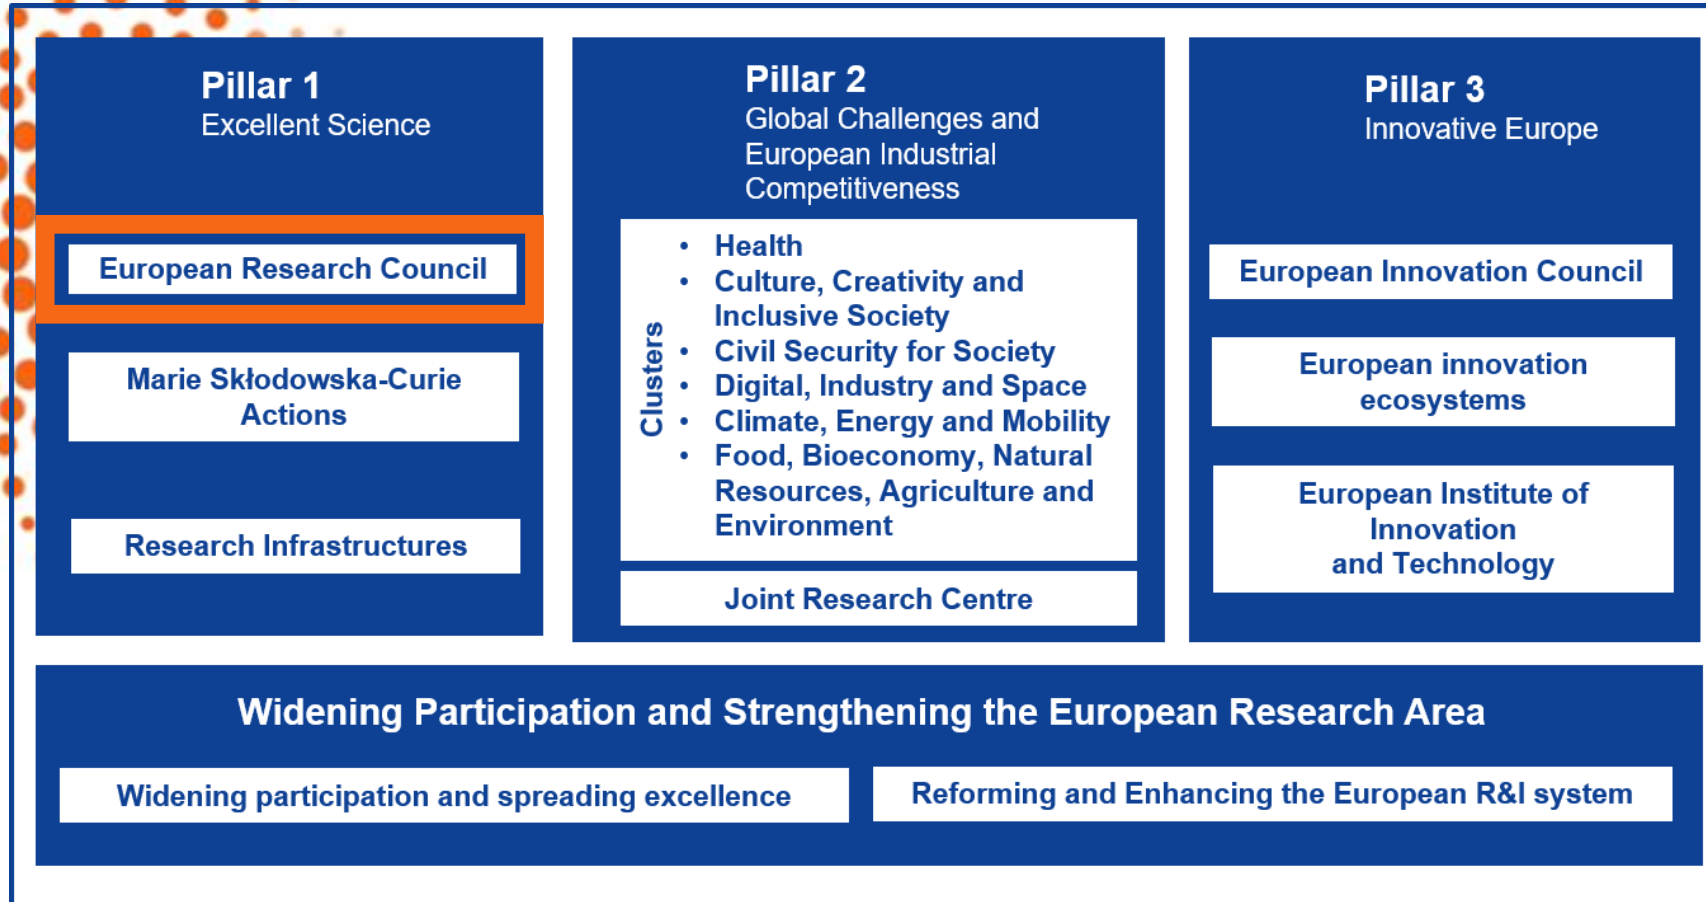 Pillar 1
Excellent Science
European Research Council
Marie Skłodowska-Curie
Actions
Research Infrastructures
Pillar 2
Global Challenges and
European Industrial
Competitiveness
Clusters
• Health
• Culture, Creativity and
Inclusive Society
• Civil Security for Society
• Digital, Industry and Space
• Climate, Energy and Mobility
• Food, Bioeconomy, Natural
Resources, Agriculture and
Environment
Joint Research Centre
Pillar 3
Innovative Europe
European Innovation Council
European innovation
ecosystems
European Institute of
Innovation
and Technology
Widening Participation and Strengthening the European Research Area
Widening participation and spreading excellence
Reforming and Enhancing the European R&I system